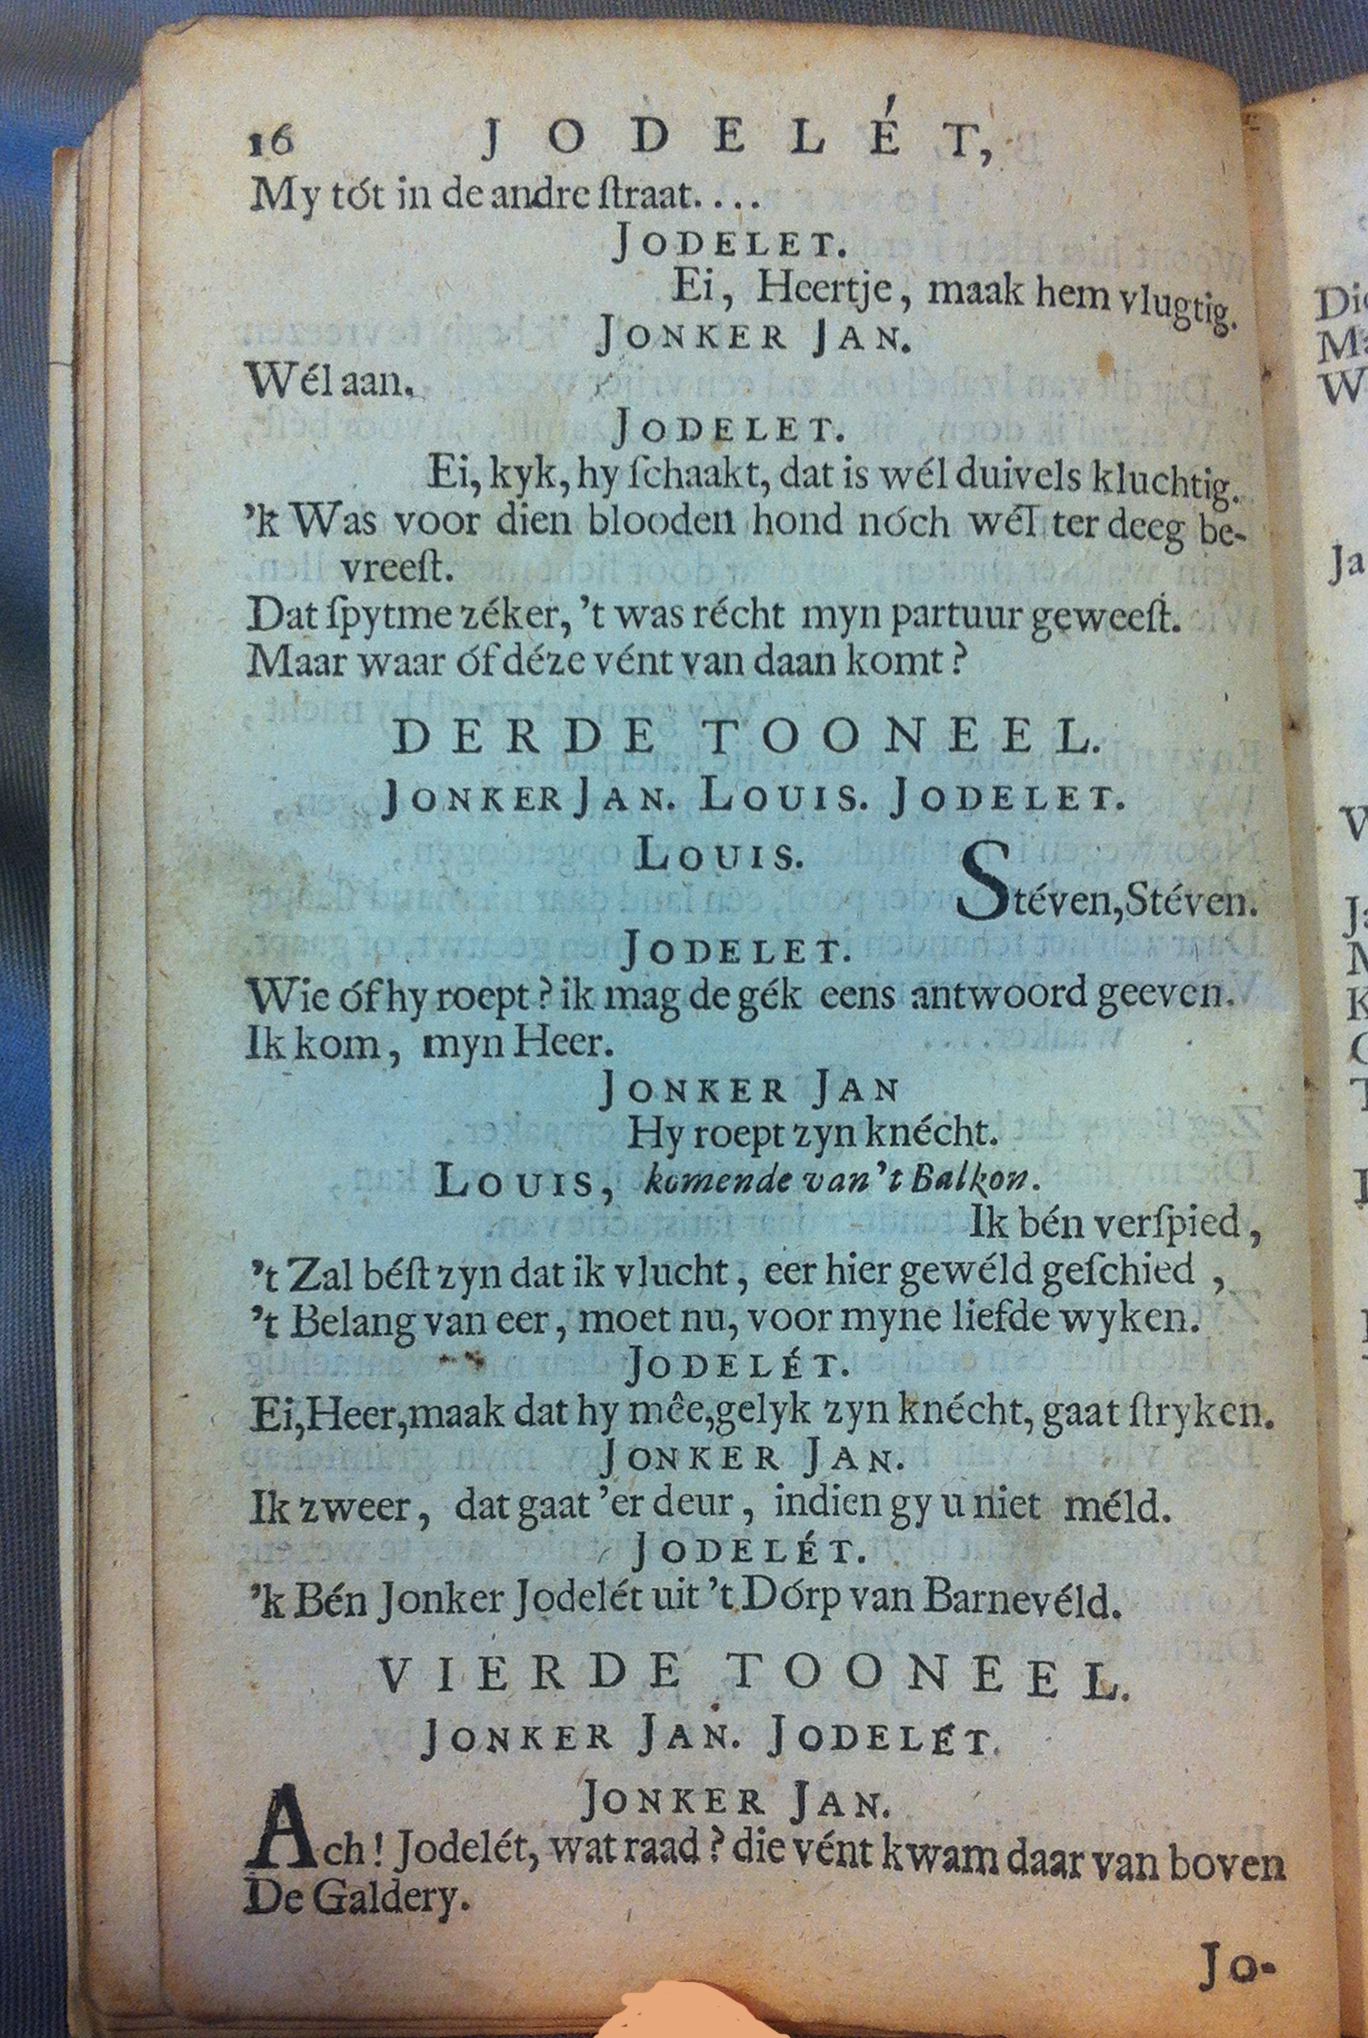 16 JODELÉT,
My tót in de andre ſtraat....
JODELET.
Ei, Heertje, maak hem vlugtig.
JONKER JAN.
Wél aan.
JODELET.
Ei, kyk, hy ſchaakt, dat is wél duivels kluchtig.
'k Was voor dien blooden hond nóch wél ter deeg be-
vreeſt.
Dat ſpytme zéker, 't was récht myn partuur geweeſt.
Maar waar óf déze vént van daan komt?
DERDE TOONEEL.
JONKER JAN. LOUIS. JODELET.
LOUIS.
Stéven, Stéven.
JODELET.
Wie óf hy roept? ik mag de gék eens antwoord geeven.
Ik kom, myn Heer.
JONKER JAN
Hy roept zyn knécht.
LOUIS, komende van 't Balkon.
Ik bén verſpied,
't Zal béſt zyn dat ik vlucht, eer hier gewéld geſchied,
't Belang van eer, moet nu, voor myne liefde wyken.
JODELÉT.
Ei, Heer, maak dat hy mêe, gelyk zyn knécht, gaat ſtryken.
JONKER JAN.
Ik zweer, dat gaat 'er deur, indien gy u niet méld.
JODELÉT.
'k Bén Jonker Jodelét uit 't Dórp van Barnevéld.
VIERDE TOONEEL.
JONKER JAN. JODELÉT.
JONKER JAN.
Ach! Jodelét, wat raad? die vént kwam daar van boven
De Galdery.
Jo-
Die
W
Ja